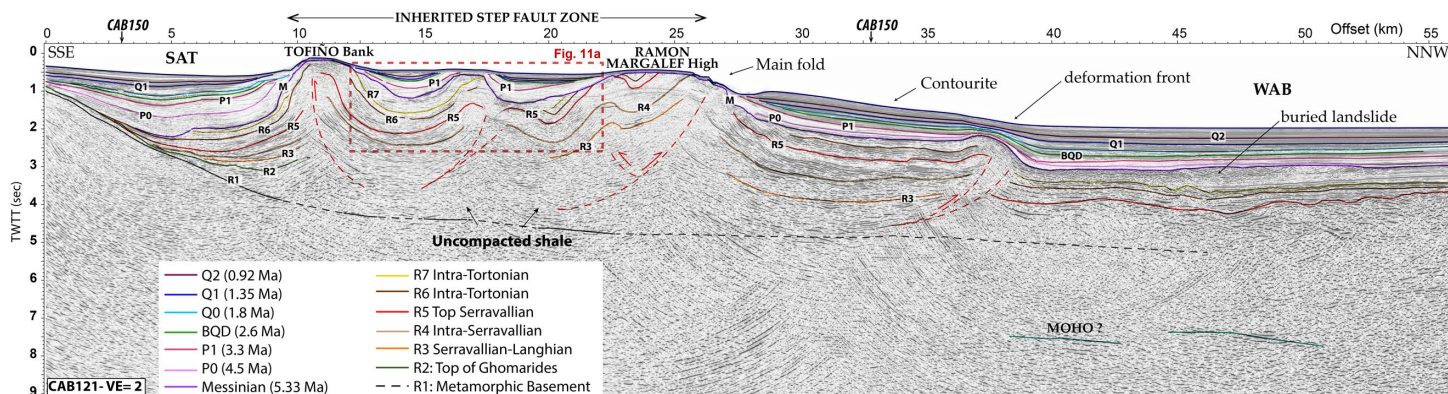 CAB150
INHERITED STEP FAULT ZONE
CAB150
0 5 10 15 20 25 30 35 40 45 50 55
Offset (km)
SSE
NNW
SAT
TOFIÑO Bank
Fig. 11a
RAMON
MARGALEF High
Main fold
Contourite
deformation front
WAB
buried landslide
TWTT (sec)
0
1
2
3
4
5
6
7
8
9
Q1
P1
P0
M
R6
R5
R3
R2
R1
R7
P1
R6
R5
P1
R5
R4
R3
M
P0
P1
R5
R3
Q2
Q1
BQD
P1
Uncompacted shale
MOHO ?
Q2 (0.92 Ma)
Q1 (1.35 Ma)
Q0 (1.8 Ma)
BQD (2.6 Ma)
P1 (3.3 Ma)
P0 (4.5 Ma)
Messinian (5.33 Ma)
R7 Intra-Tortonian
R6 Intra-Tortonian
R5 Top Serravallian
R4 Intra-Serravallian
R3 Serravallian-Langhian
R2: Top of Ghomarides
R1: Metamorphic Basement
CAB121- VE= 2